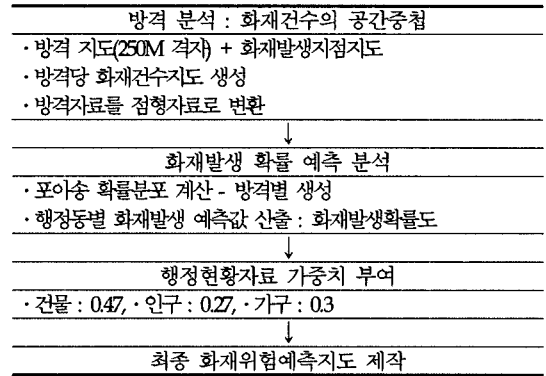 방격 분석 : 화재건수의 공간중첩
· 방격 지도(250M 격자) + 화재발생지점지도
· 방격당 화재건수지도 생성
· 방격자료를 점형자료로 변환
↓
화재발생 확률 예측 분석
· 포아송 확률분포 계산 - 방격별 생성
· 행정동별 화재발생 예측값 산출 : 화재발생확률도
↓
행정현황자료 가중치 부여
· 건물 : 0.47, · 인구 : 0.27, · 가구 : 0.3
↓
최종 화재위험예측지도 제작